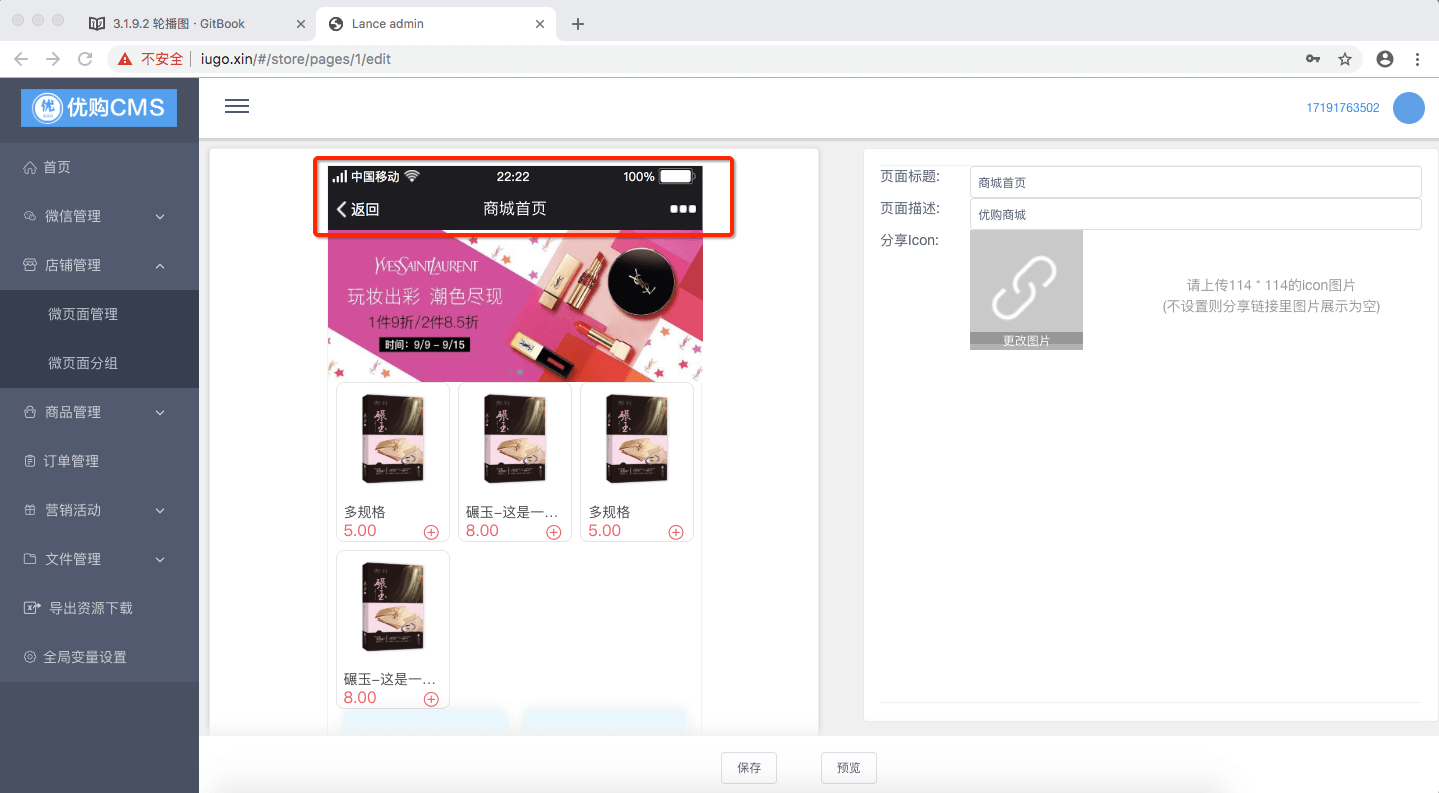 3.1.9.2 轮播图 · GitBook
Lance admin
不安全
iugo.xin/#/store/pages/1/edit
优
优购CMS
17191763502
首页
微信管理
店铺管理
微页面管理
微页面分组
商品管理
订单管理
营销活动
文件管理
导出资源下载
全局变量设置
中国移动 22:22 100%
返回 商城首页
YVESSAINTLAURENT
玩妆出彩 潮色尽现
1件9折/2件8.5折
时间：9/9 – 9/15
碾玉 碾玉 碾玉
多规格 碾玉–这是一... 多规格
5.00 8.00 5.00
碾玉
碾玉–这是一...
8.00
页面标题: 商城首页
页面描述: 优购商城
分享Icon:
更改图片
请上传114 * 114的icon图片
(不设置则分享链接里图片展示为空)
保存 预览